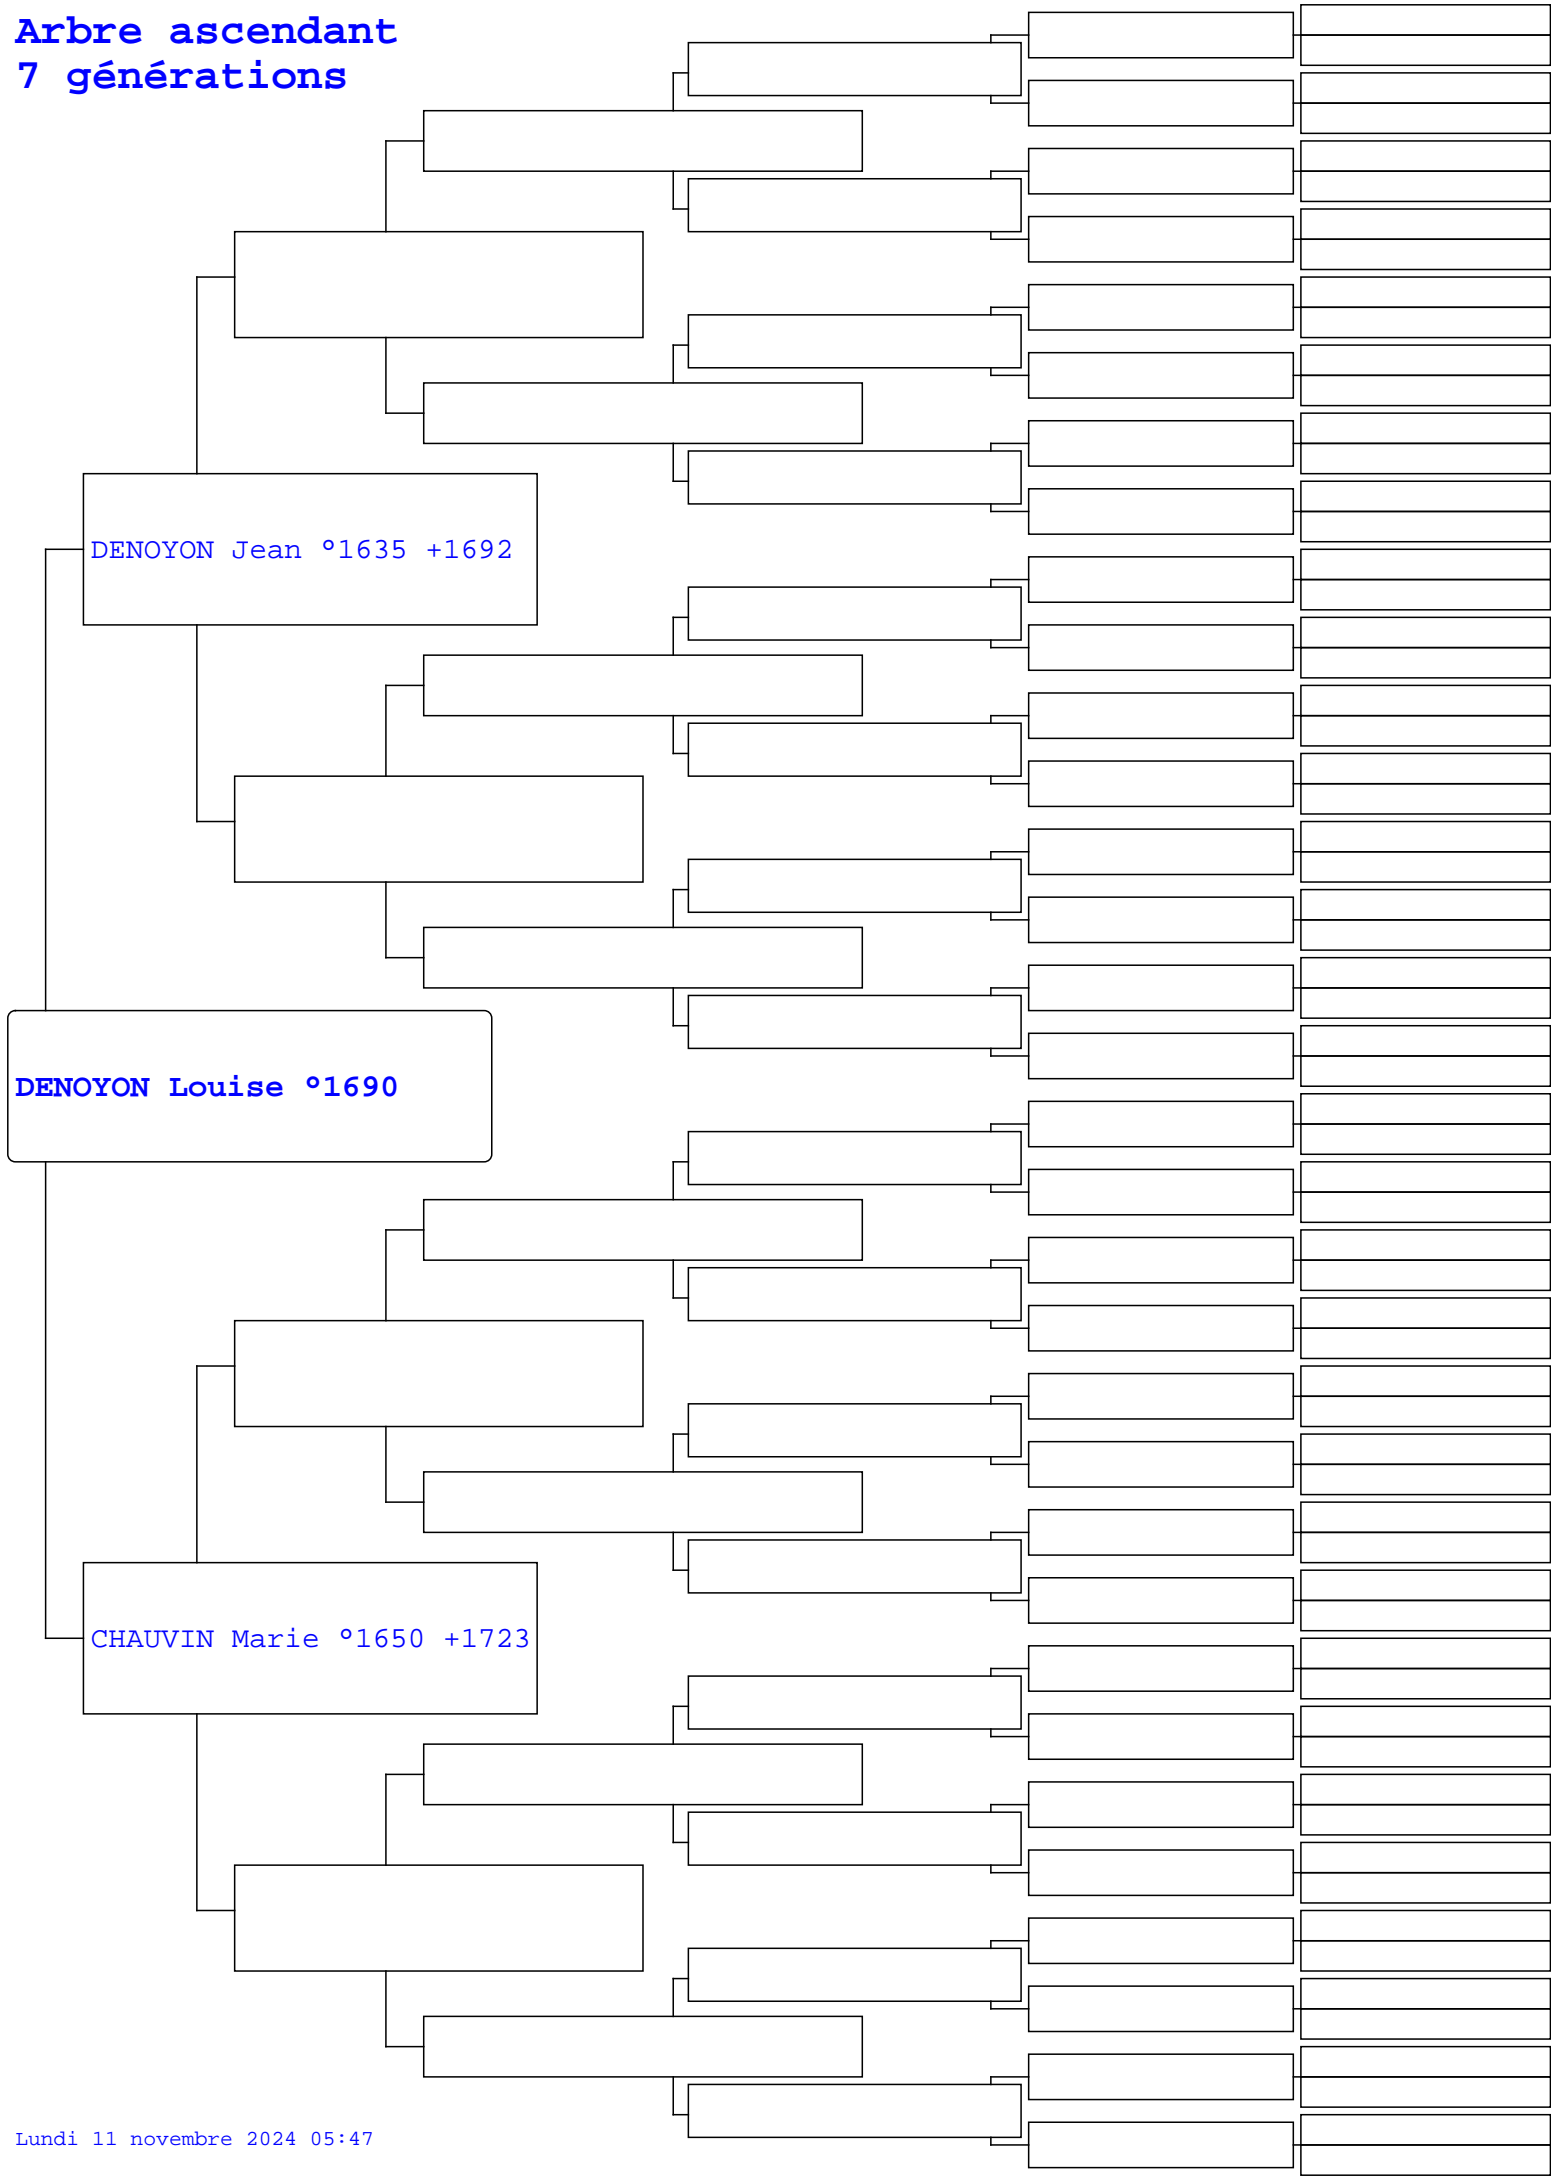 Arbre ascendant
7 générations
DENOYON Jean °1635 +1692
DENOYON Louise °1690
CHAUVIN Marie °1650 +1723
Lundi 11 novembre 2024 05:47